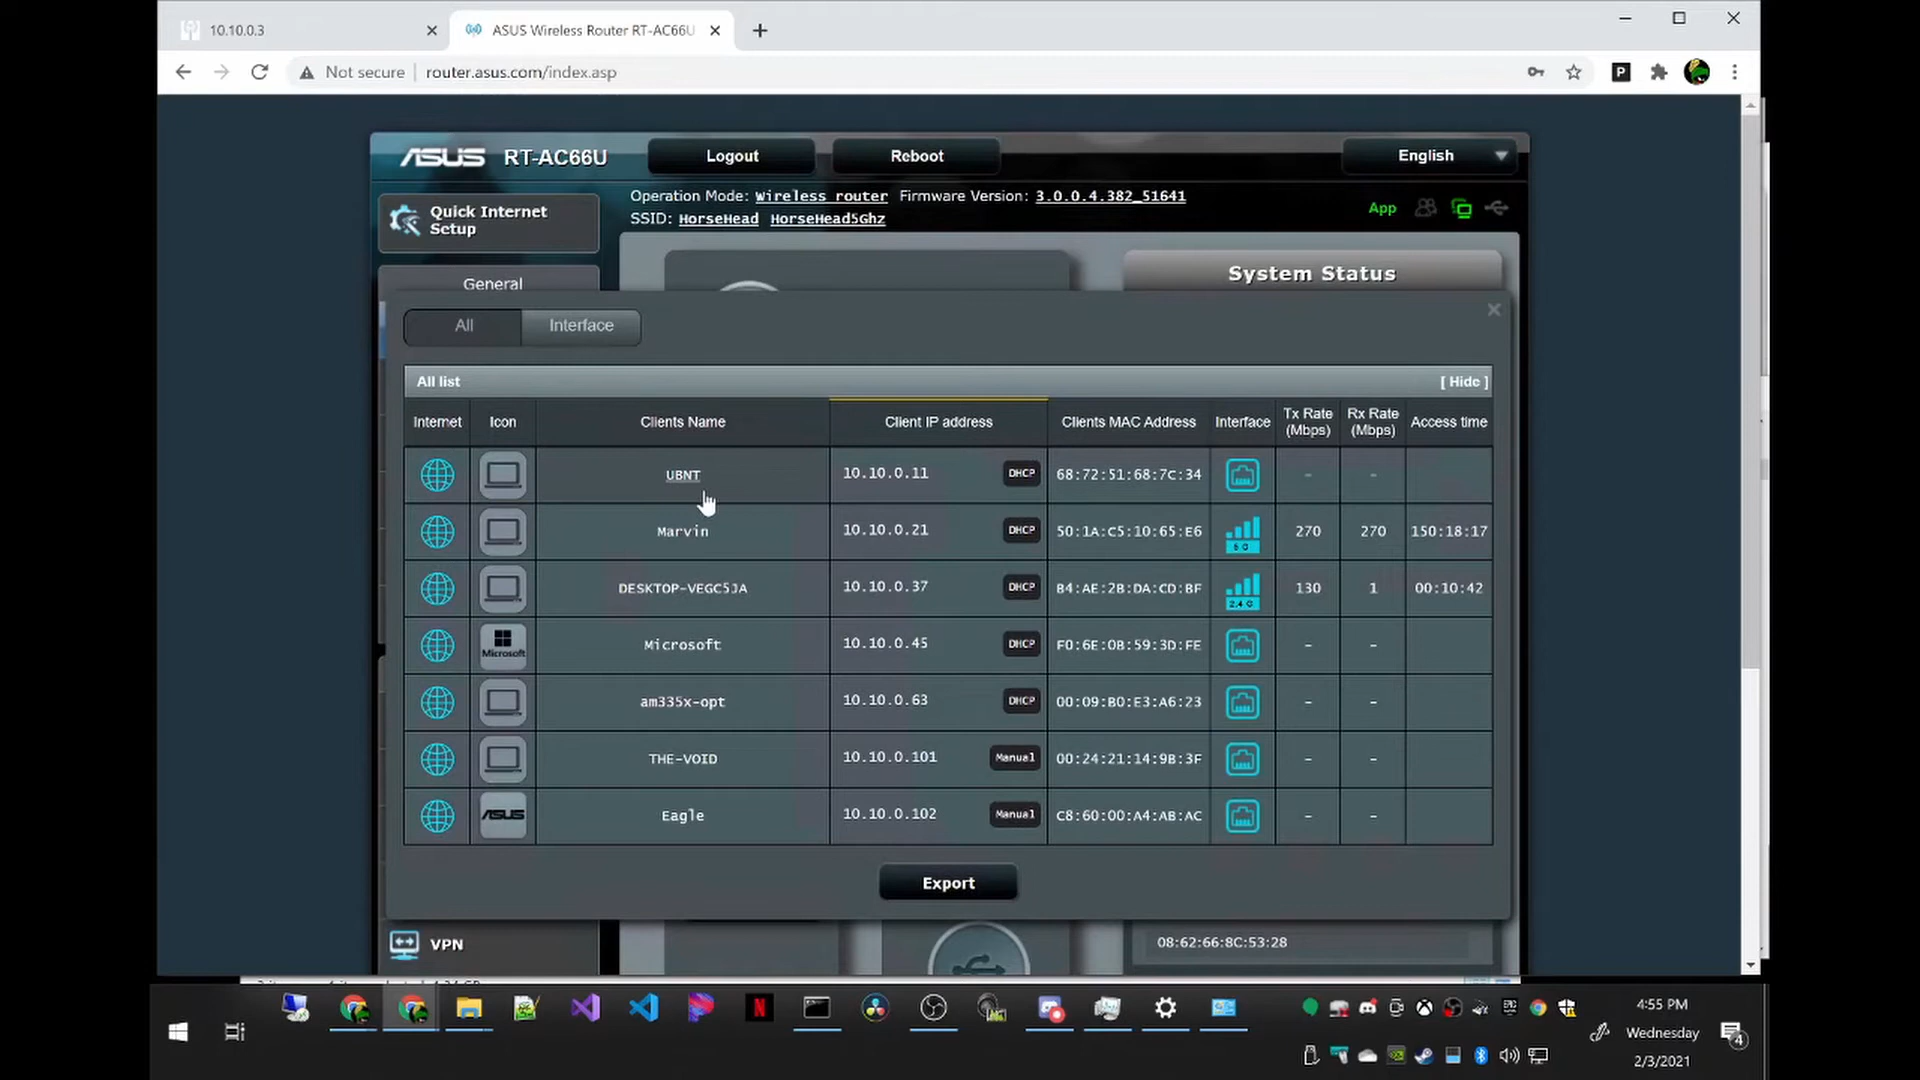 10.10.0.3
ASUS Wireless Router RT-AC66U
Not secure
router.asus.com/index.asp
P
ASUS RT-AC66U
Logout
Reboot
English
Quick Internet
Setup
Operation Mode: Wireless router Firmware Version: 3.0.0.4.382_51641
SSID: HorseHead HorseHead5Ghz
App
General
System Status
All
Interface
All list
[ Hide ]
Internet Icon Clients Name Client IP address Clients MAC Address Interface Tx Rate (Mbps) Rx Rate (Mbps) Access time
UBNT 10.10.0.11 DHCP 68:72:51:68:7C:34 - -
Marvin 10.10.0.21 DHCP 50:1A:C5:10:65:E6 5 G 270 270 150:18:17
DESKTOP-VEGC5JA 10.10.0.37 DHCP B4:AE:2B:DA:CD:BF 2.4 G 130 1 00:10:42
Microsoft Microsoft 10.10.0.45 DHCP F0:6E:0B:59:3D:FE - -
am335x-opt 10.10.0.63 DHCP 00:09:B0:E3:A6:23 - -
THE-VOID 10.10.0.101 Manual 00:24:21:14:9B:3F - -
ASUS Eagle 10.10.0.102 Manual C8:60:00:A4:AB:AC - -
Export
VPN
08:62:66:8C:53:28
4:55 PM
Wednesday
2/3/2021
4